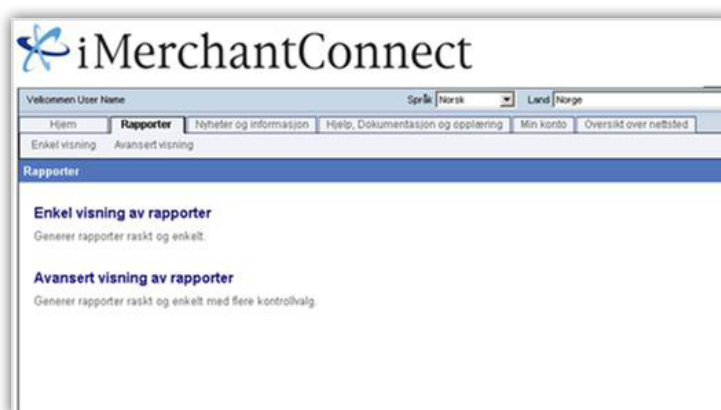 iMerchantConnect
Velkommen User Name Språk Norsk Land Norge
Hjem Rapporter Nyheter og informasjon Hjelp, Dokumentasjon og opplæring Min konto Oversikt over nettsted
Enkel visning Avansert visning
Rapporter
Enkel visning av rapporter
Generer rapporter raskt og enkelt.
Avansert visning av rapporter
Generer rapporter raskt og enkelt med flere kontrollvalg.